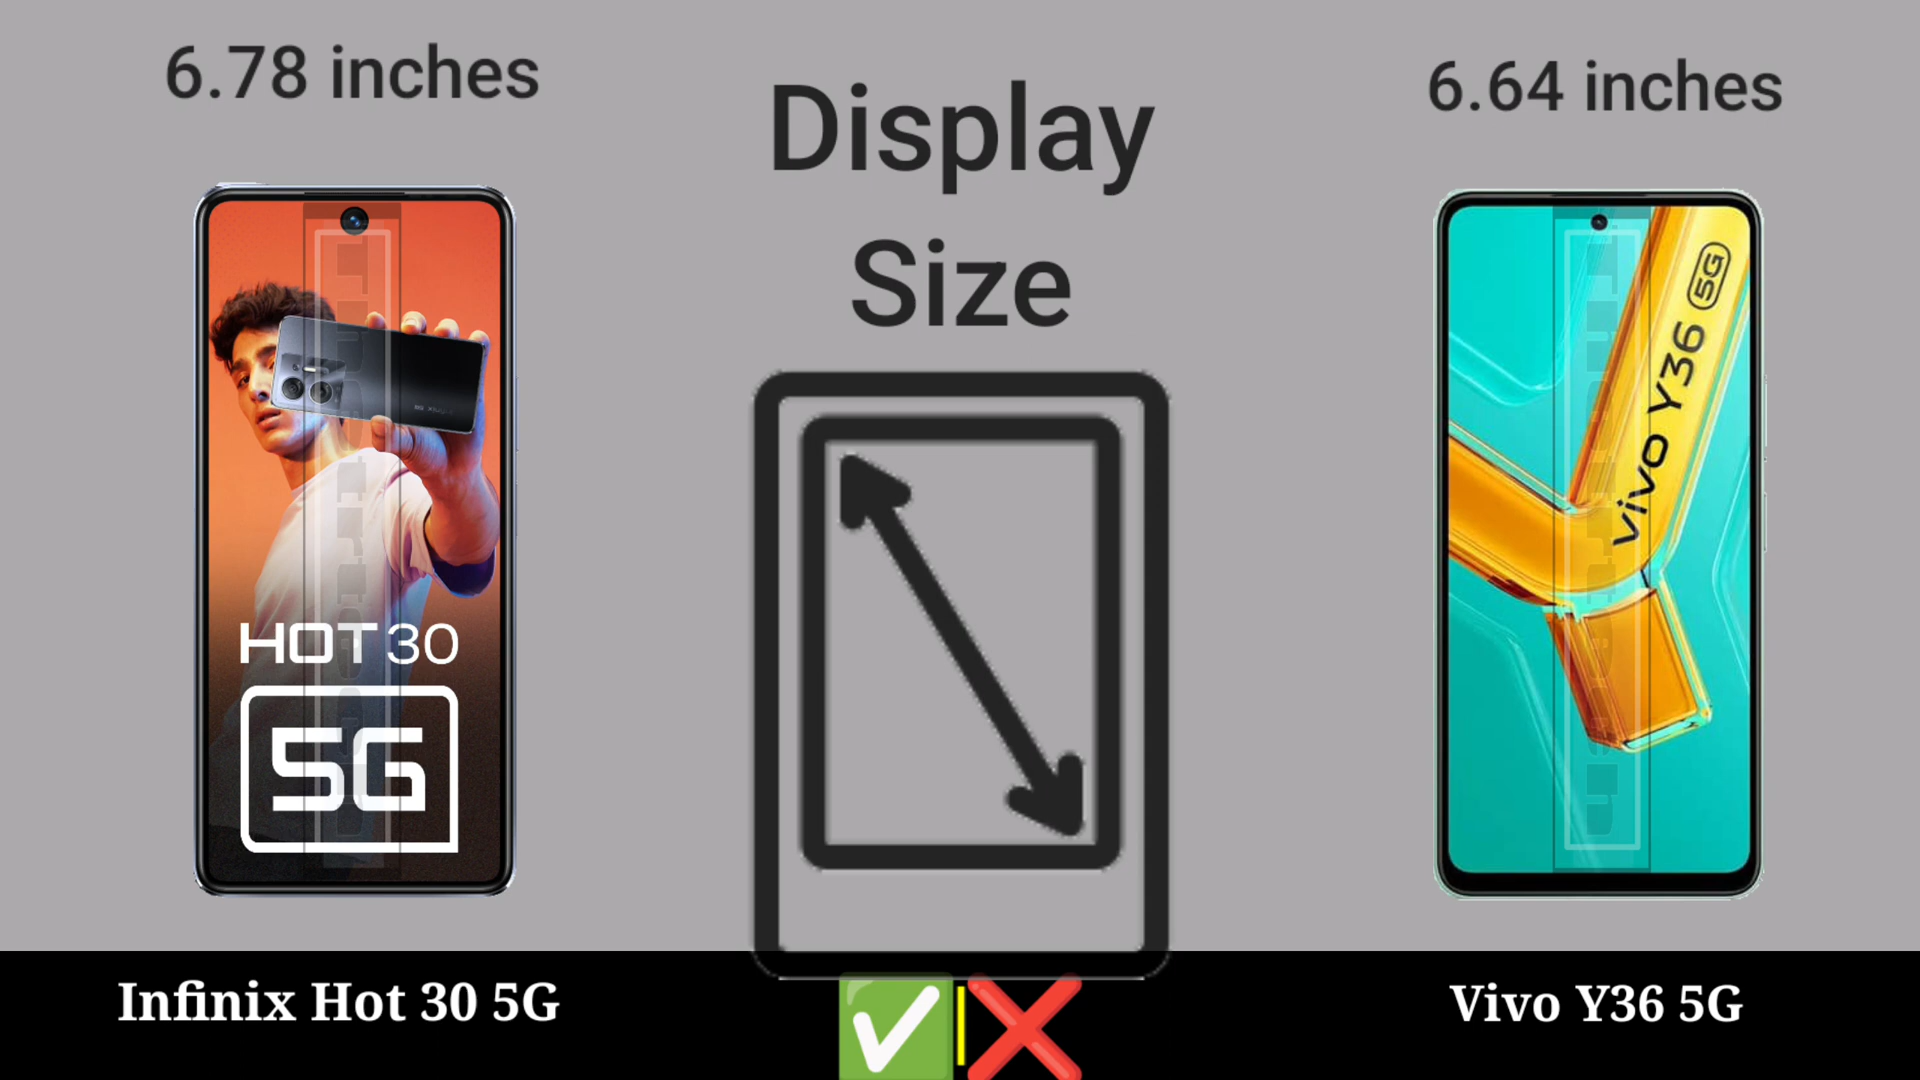 6.78 inches
Display
Size
6.64 inches
HOT 30
5G
vivo Y36 5G
Infinix Hot 30 5G
Vivo Y36 5G